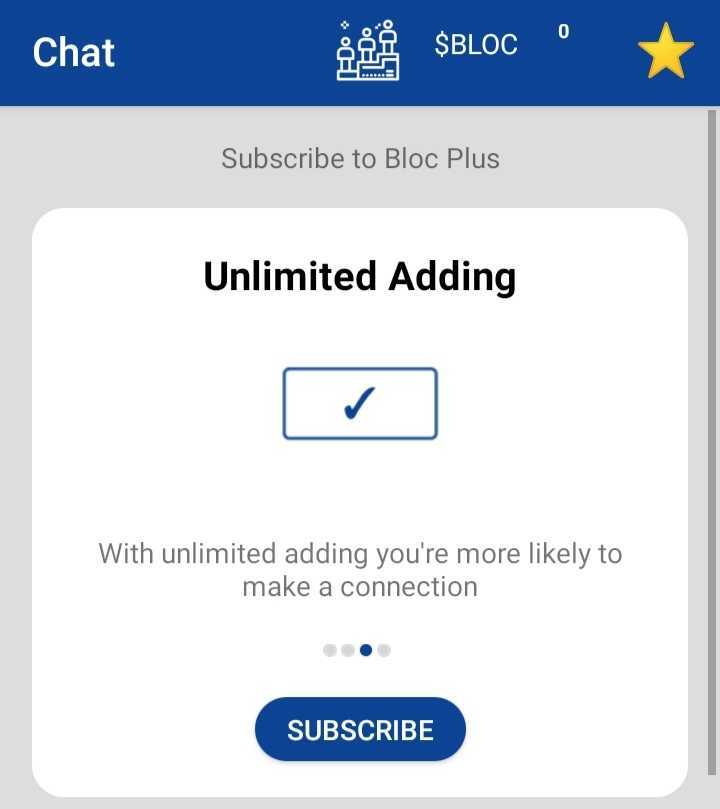 Chat
$BLOC
0
Subscribe to Bloc Plus
Unlimited Adding
✓
With unlimited adding you're more likely to
make a connection
SUBSCRIBE